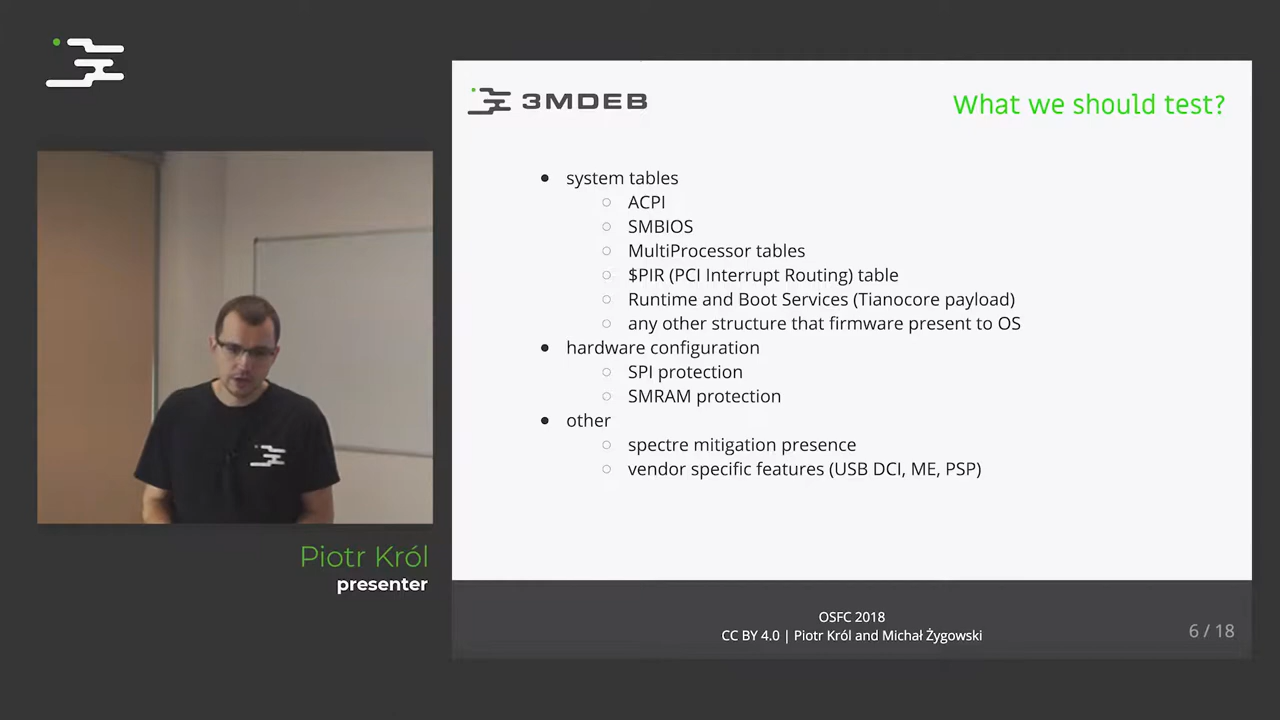 3MDEB
What we should test?
system tables
ACPI
SMBIOS
MultiProcessor tables
$PIR (PCI Interrupt Routing) table
Runtime and Boot Services (Tianocore payload)
any other structure that firmware present to OS
hardware configuration
SPI protection
SMRAM protection
other
spectre mitigation presence
vendor specific features (USB DCI, ME, PSP)
Piotr Król
presenter
OSFC 2018
CC BY 4.0 | Piotr Król and Michał Żygowski
6 / 18